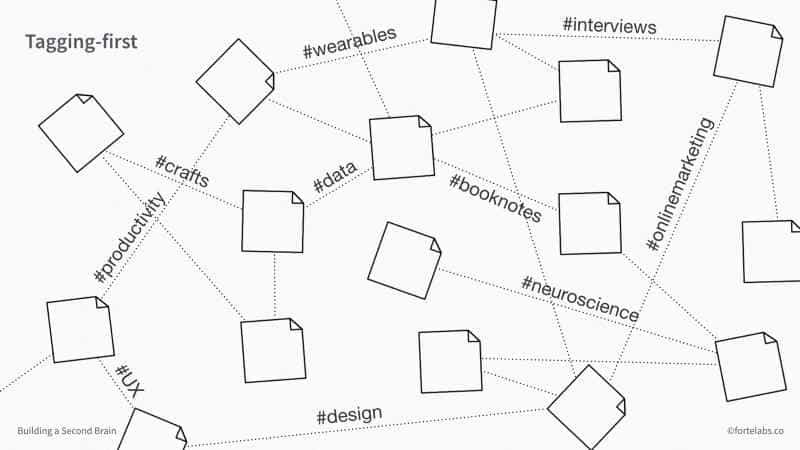 Tagging-first
#wearables
#interviews
#crafts
#data
#booknotes
#onlinemarketing
#productivity
#neuroscience
#UX
#design
Building a Second Brain
©fortelabs.co